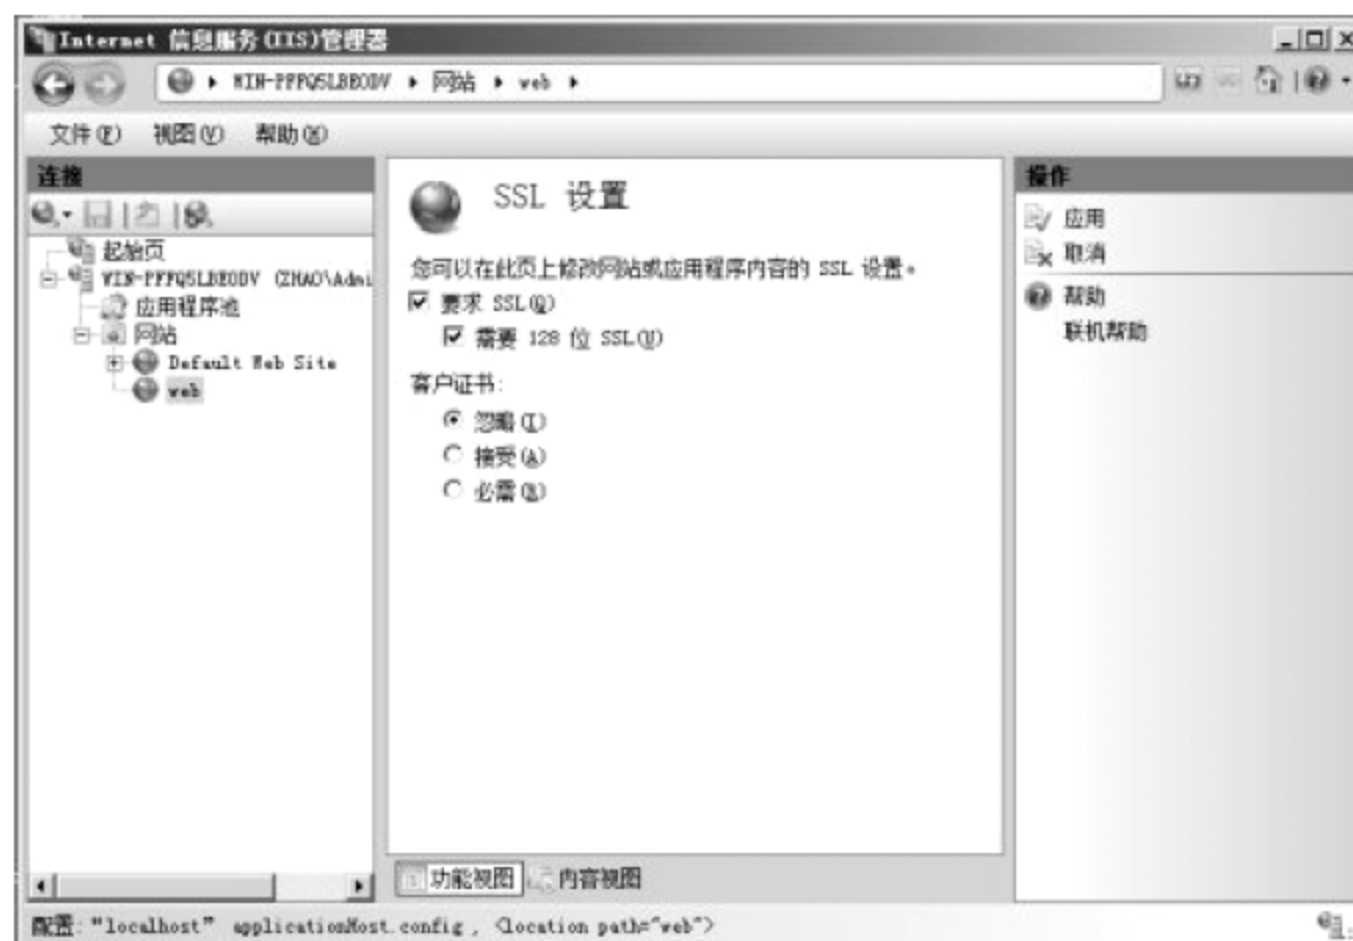 Internet 信息服务(IIS)管理器
WIN-PFFQ5LBEODV 网站 web
文件(F) 视图(V) 帮助(H)
连接
起始页
WIN-PFFQ5LBEODV (ZHAO\Admi
应用程序池
网站
Default Web Site
web
SSL 设置
您可以在此页上修改网站或应用程序内容的 SSL 设置。
要求 SSL(Q)
需要 128 位 SSL(U)
客户证书:
忽略(I)
接受(A)
必需(R)
功能视图 内容视图
操作
应用
取消
帮助
联机帮助
配置: "localhost" applicationHost.config , <location path="web">